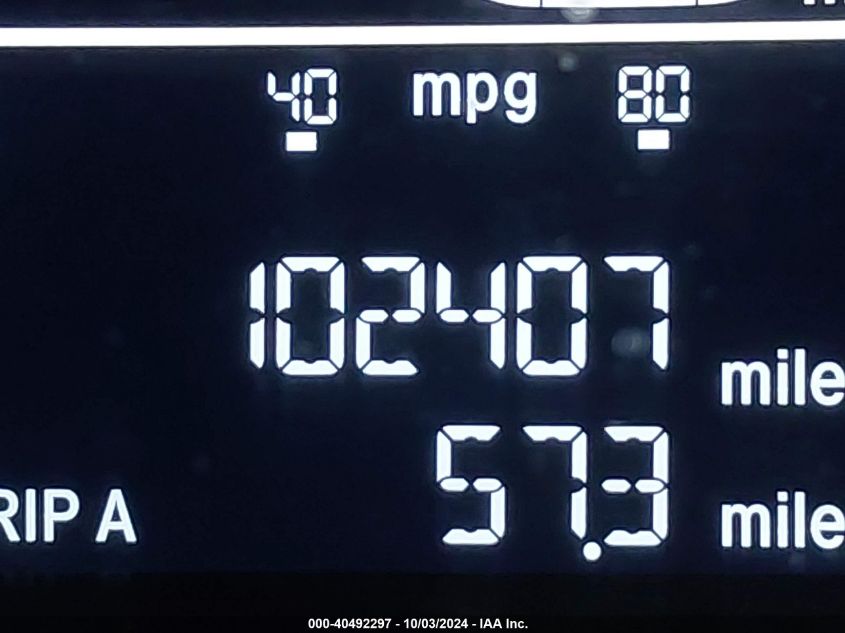 40 mpg 80
102407 mile
RIP A 57.3 mile
000-40492297 - 10/03/2024 - IAA Inc.